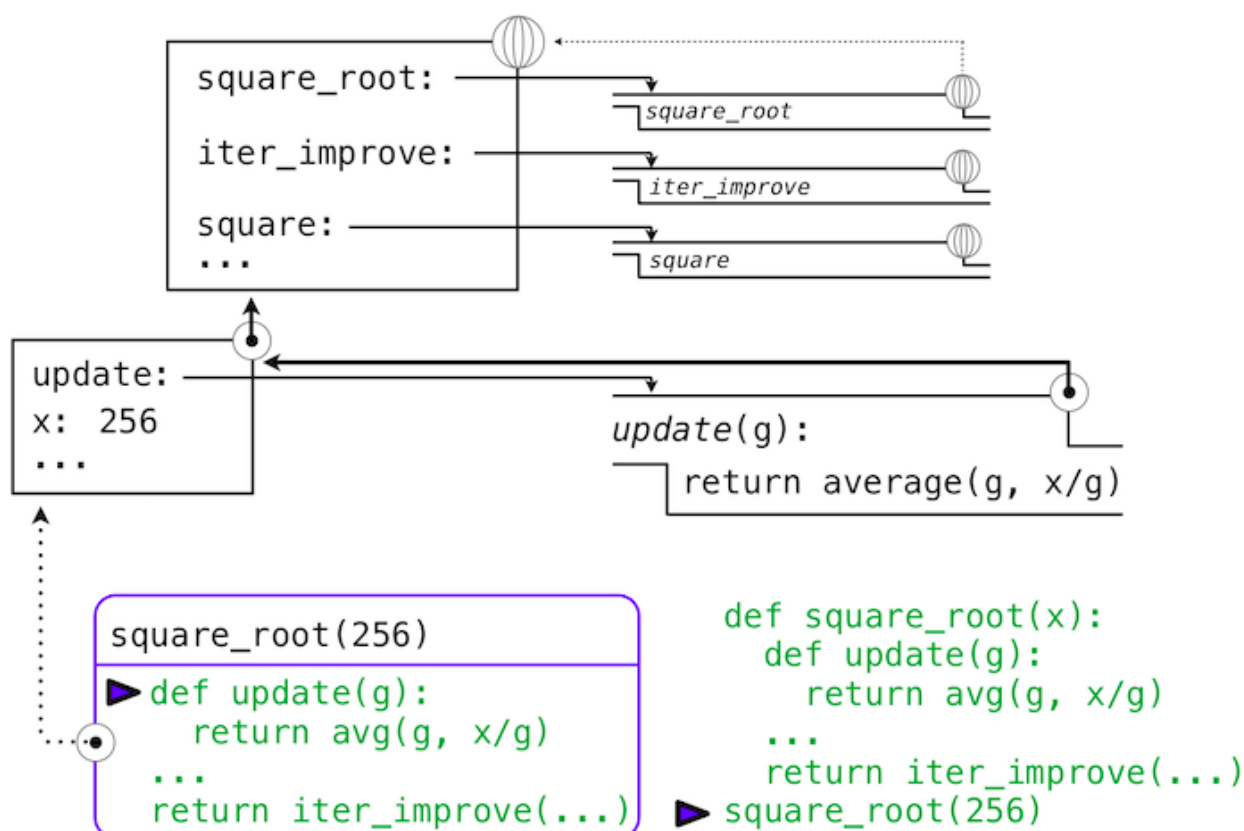 square_root:
square_root
iter_improve:
iter_improve
square:
square
...
update:
x: 256
...
update(g):
return average(g, x/g)
square_root(256)
def update(g):
return avg(g, x/g)
...
return iter_improve(...)
def square_root(x):
def update(g):
return avg(g, x/g)
...
return iter_improve(...)
square_root(256)